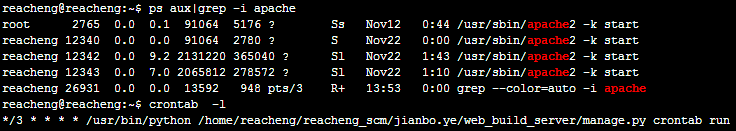 reacheng@reacheng:~$ ps aux|grep -i apache
root      2765  0.0  0.1  91064  5176 ?        Ss   Nov12   0:44 /usr/sbin/apache2 -k start
reacheng 12340  0.0  0.0  91064  2780 ?        S    Nov22   0:00 /usr/sbin/apache2 -k start
reacheng 12342  0.0  9.2 2131220 365040 ?      Sl   Nov22   1:43 /usr/sbin/apache2 -k start
reacheng 12343  0.0  7.0 2065812 278572 ?      Sl   Nov22   1:10 /usr/sbin/apache2 -k start
reacheng 26931  0.0  0.0  13592   948 pts/3    R+   13:53   0:00 grep --color=auto -i apache
reacheng@reacheng:~$ crontab  -l
*/3 * * * * /usr/bin/python /home/reacheng/reacheng_scm/jianbo.ye/web_build_server/manage.py crontab run